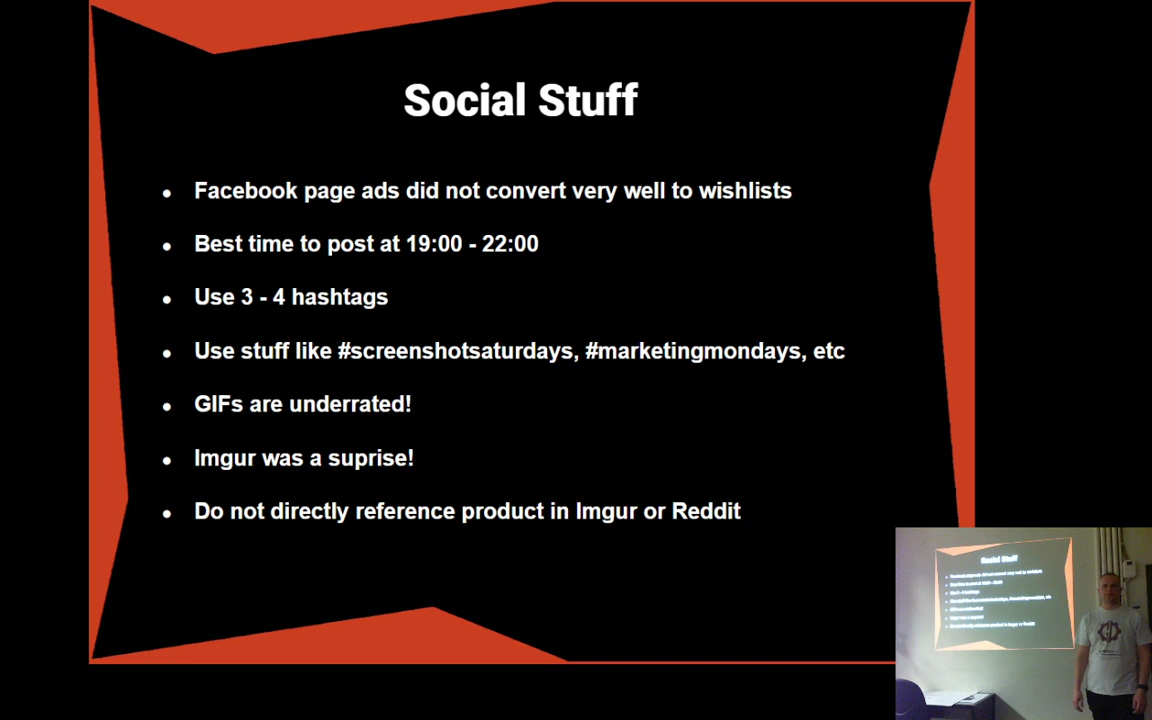 Social Stuff
Facebook page ads did not convert very well to wishlists
Best time to post at 19:00 - 22:00
Use 3 - 4 hashtags
Use stuff like #screenshotsaturdays, #marketingmondays, etc
GIFs are underrated!
Imgur was a suprise!
Do not directly reference product in Imgur or Reddit
Social Stuff